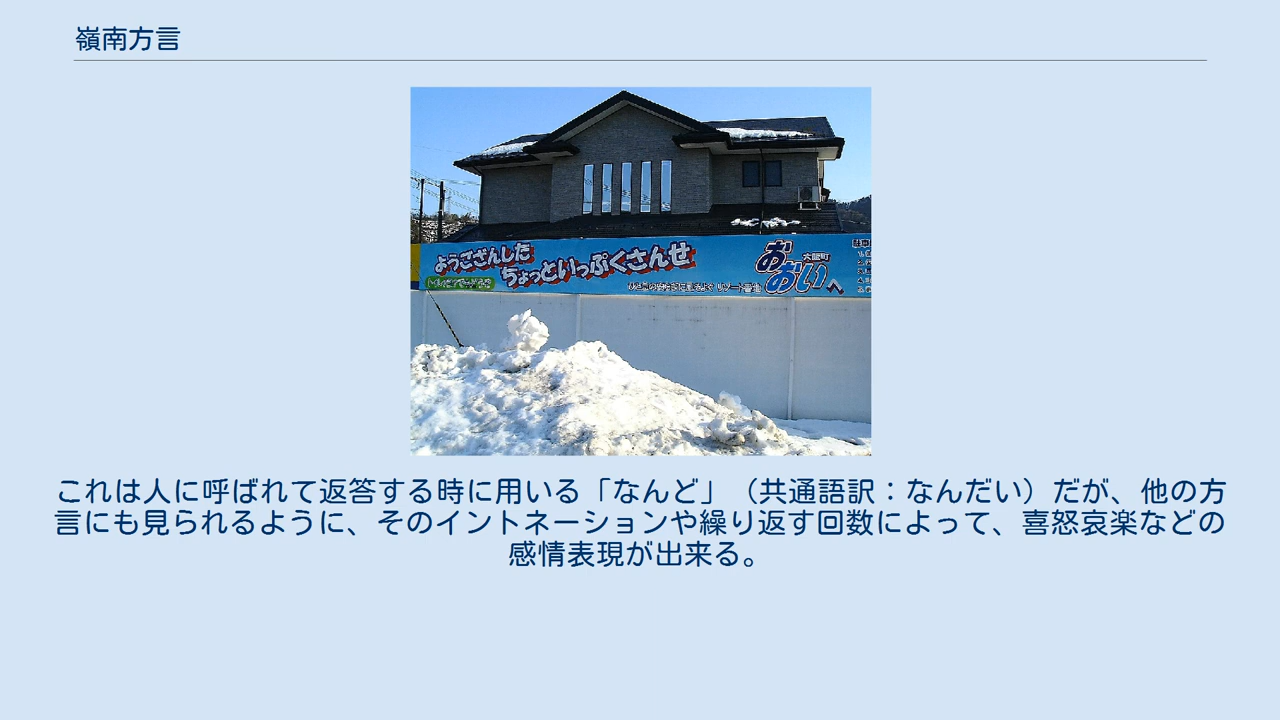 嶺南方言
ようござんした
ちょっといっぷくさんせ
大飯町
おおいへ
これは人に呼ばれて返答する時に用いる「なんど」（共通語訳：なんだい）だが、他の方
言にも見られるように、そのイントネーションや繰り返す回数によって、喜怒哀楽などの
感情表現が出来る。